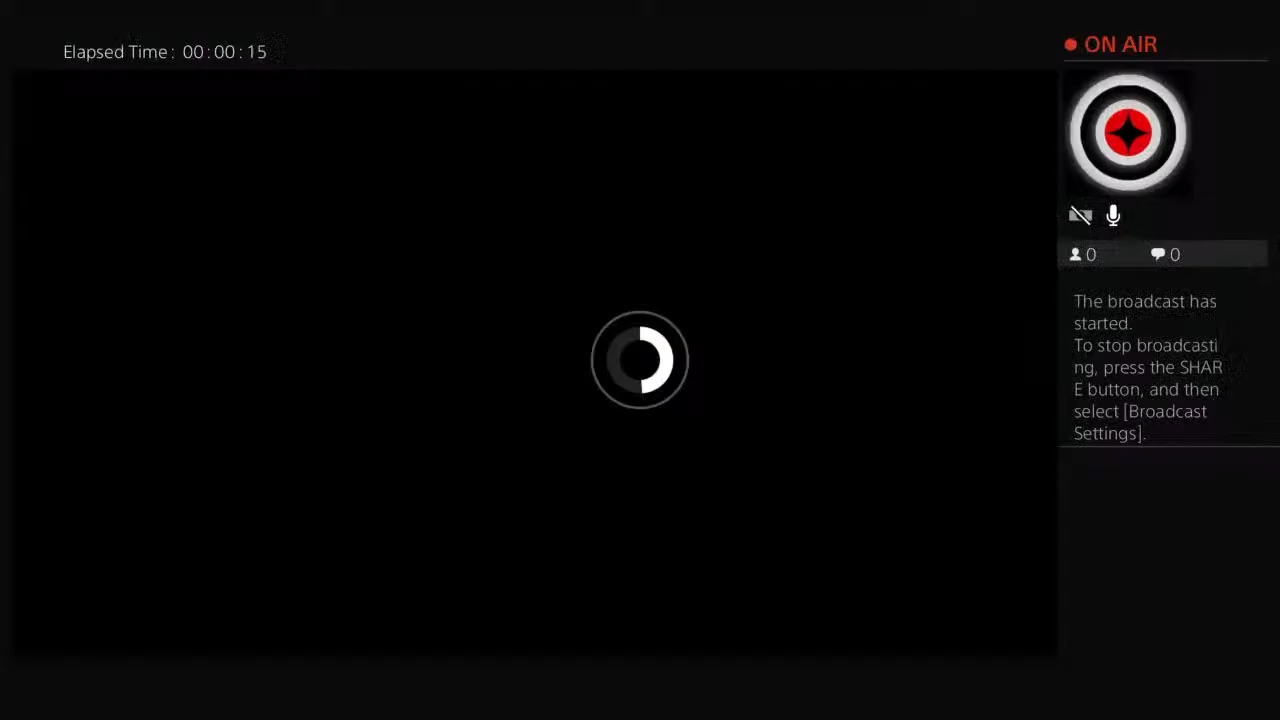 Elapsed Time: 00:00:15
ON AIR
0 0
The broadcast has
started.
To stop broadcasti
ng, press the SHAR
E button, and then
select [Broadcast
Settings].